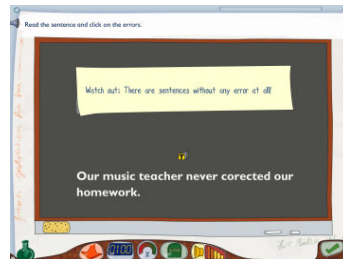 Read the sentence and click on the errors.
Watch out: There are sentences without any error at all!
Our music teacher never corected our
homework.